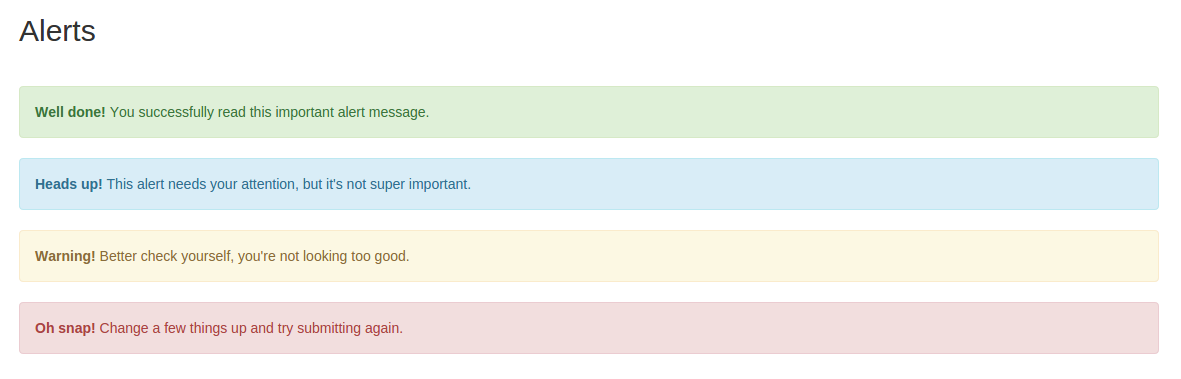 Alerts
Well done! You successfully read this important alert message.
Heads up! This alert needs your attention, but it's not super important.
Warning! Better check yourself, you're not looking too good.
Oh snap! Change a few things up and try submitting again.